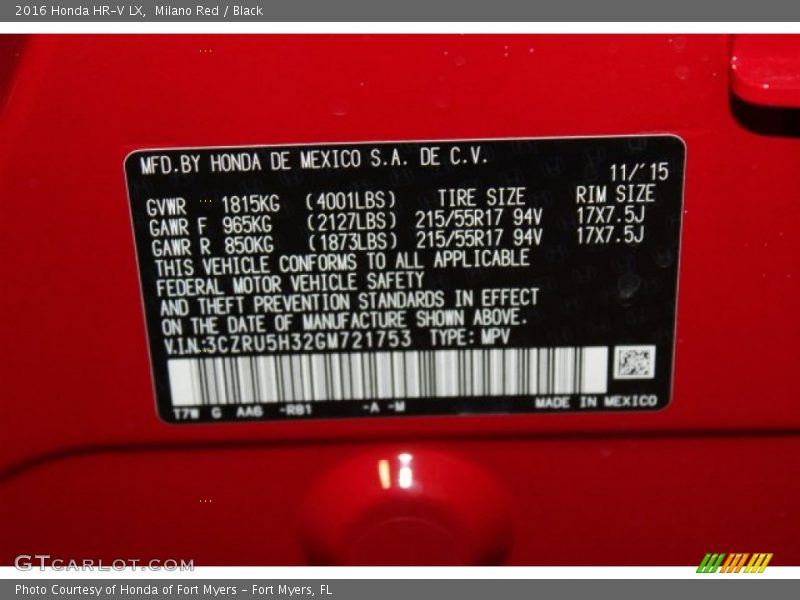 2016 Honda HR-V LX, Milano Red / Black
MFD.BY HONDA DE MEXICO S.A. DE C.V.
11/'15
GVWR 1815KG (4001LBS) TIRE SIZE RIM SIZE
GAWR F 965KG (2127LBS) 215/55R17 94V 17X7.5J
GAWR R 850KG (1873LBS) 215/55R17 94V 17X7.5J
THIS VEHICLE CONFORMS TO ALL APPLICABLE
FEDERAL MOTOR VEHICLE SAFETY
AND THEFT PREVENTION STANDARDS IN EFFECT
ON THE DATE OF MANUFACTURE SHOWN ABOVE.
V.I.N.:3CZRU5H32GM721753 TYPE: MPV
T7W G AA6 -R81 -A -M MADE IN MEXICO
GTCARLOT.COM
Photo Courtesy of Honda of Fort Myers - Fort Myers, FL